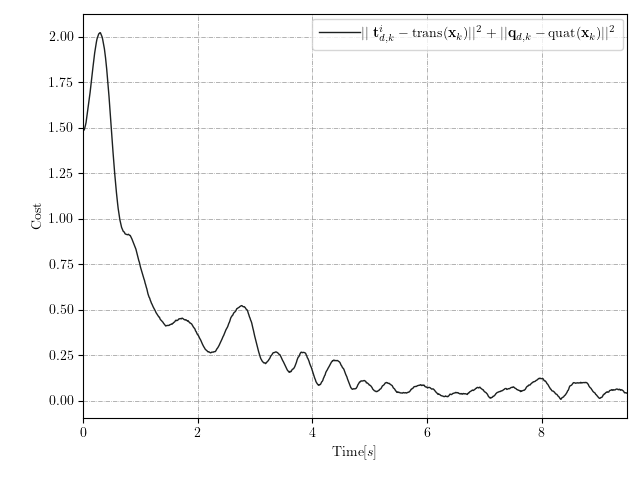 || t^i_{d,k} − trans(x_k)||^2 + ||q_{d,k} − quat(x_k)||^2
2.00
1.75
1.50
1.25
1.00
0.75
0.50
0.25
0.00
Cost
0 2 4 6 8
Time[s]